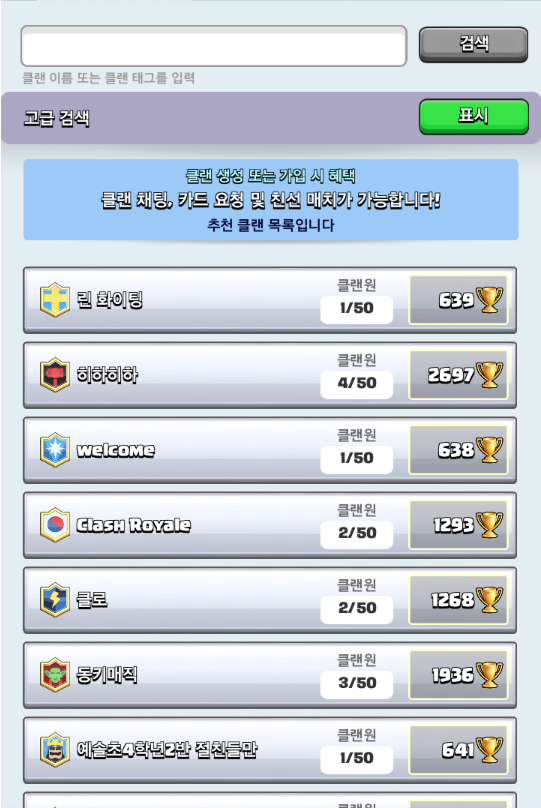 검색
클랜 이름 또는 클랜 태그를 입력
고급 검색
표시
클랜 생성 또는 가입 시 혜택
클랜 채팅, 카드 요청 및 친선 매치가 가능합니다!
추천 클랜 목록입니다
린 화이팅
클랜원
1/50
639
히햐히햐
클랜원
4/50
2697
welcome
클랜원
1/50
638
Clash Royale
클랜원
2/50
1293
클로
클랜원
2/50
1268
동키매직
클랜원
3/50
1936
예솔초4학년2반 절친들만
클랜원
1/50
641
클랜원